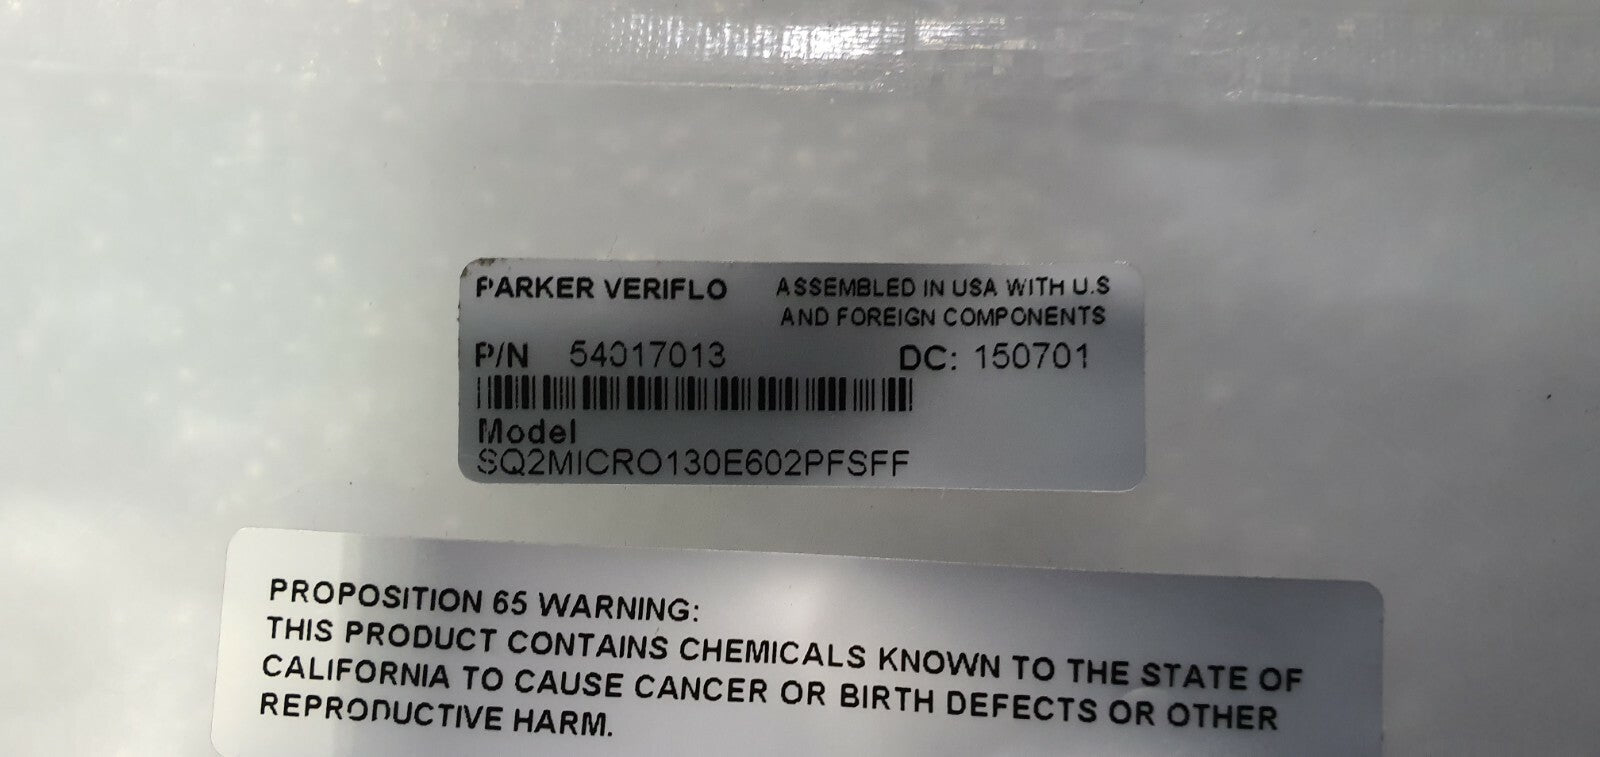 PARKER VERIFLO
ASSEMBLED IN USA WITH U.S
AND FOREIGN COMPONENTS
P/N 54017013
DC: 150701
Model
SQ2MICRO130E602PFSFF
PROPOSITION 65 WARNING:
THIS PRODUCT CONTAINS CHEMICALS KNOWN TO THE STATE OF
CALIFORNIA TO CAUSE CANCER OR BIRTH DEFECTS OR OTHER
REPRODUCTIVE HARM.